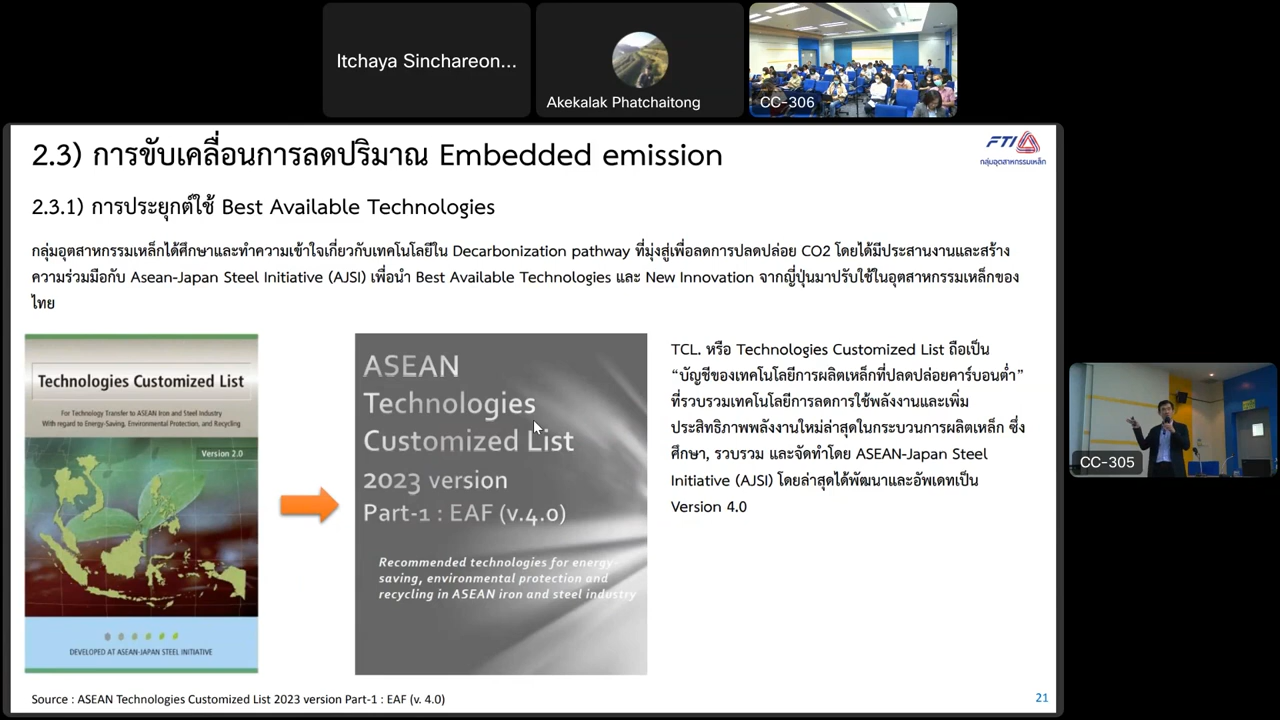 Itchaya Sinchareon...
Akekalak Phatchaitong
CC-306
2.3) การขับเคลื่อนการลดปริมาณ Embedded emission
FTI
กลุ่มอุตสาหกรรมเหล็ก
2.3.1) การประยุกต์ใช้ Best Available Technologies
กลุ่มอุตสาหกรรมเหล็กได้ศึกษาและทำความเข้าใจเกี่ยวกับเทคโนโลยีใน Decarbonization pathway ที่มุ่งสู่เพื่อลดการปลดปล่อย CO2 โดยได้มีประสานงานและสร้าง
ความร่วมมือกับ Asean-Japan Steel Initiative (AJSI) เพื่อนำ Best Available Technologies และ New Innovation จากญี่ปุ่นมาปรับใช้ในอุตสาหกรรมเหล็กของ
ไทย
Technologies Customized List
For Technology Transfer to ASEAN Iron and Steel Industry
With regard to Energy-Saving, Environmental Protection, and Recycling
Version 2.0
DEVELOPED AT ASEAN-JAPAN STEEL INITIATIVE
ASEAN
Technologies
Customized List
2023 version
Part-1 : EAF (v.4.0)
Recommended technologies for energy-
saving, environmental protection and
recycling in ASEAN iron and steel industry
TCL. หรือ Technologies Customized List ถือเป็น
“บัญชีของเทคโนโลยีการผลิตเหล็กที่ปลดปล่อยคาร์บอนต่ำ”
ที่รวบรวมเทคโนโลยีการลดการใช้พลังงานและเพิ่ม
ประสิทธิภาพพลังงานใหม่ล่าสุดในกระบวนการผลิตเหล็ก ซึ่ง
ศึกษา, รวบรวม และจัดทำโดย ASEAN-Japan Steel
Initiative (AJSI) โดยล่าสุดได้พัฒนาและอัพเดทเป็น
Version 4.0
CC-305
Source : ASEAN Technologies Customized List 2023 version Part-1 : EAF (v. 4.0)
21